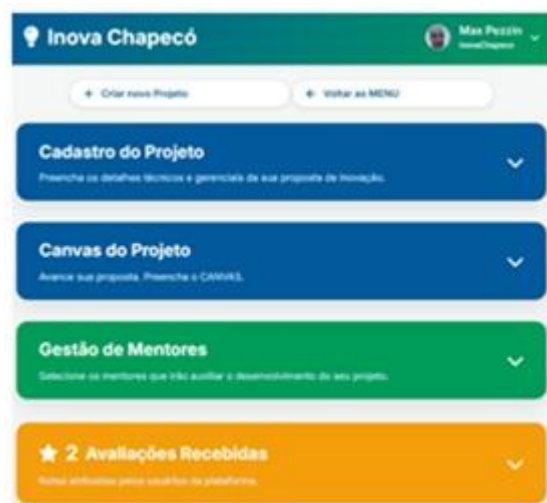 Inova Chapecó
Max Pezzin
InovaChapecó
+ Criar novo Projeto
← Voltar ao MENU
Cadastro do Projeto
Preencha os detalhes técnicos e gerenciais da sua proposta de Inovação.
Canvas do Projeto
Avance sua proposta. Preencha o CANVAS.
Gestão de Mentores
Selecione os mentores que irão auxiliar o desenvolvimento do seu projeto.
2 Avaliações Recebidas
Notas atribuídas pelos usuários da plataforma.